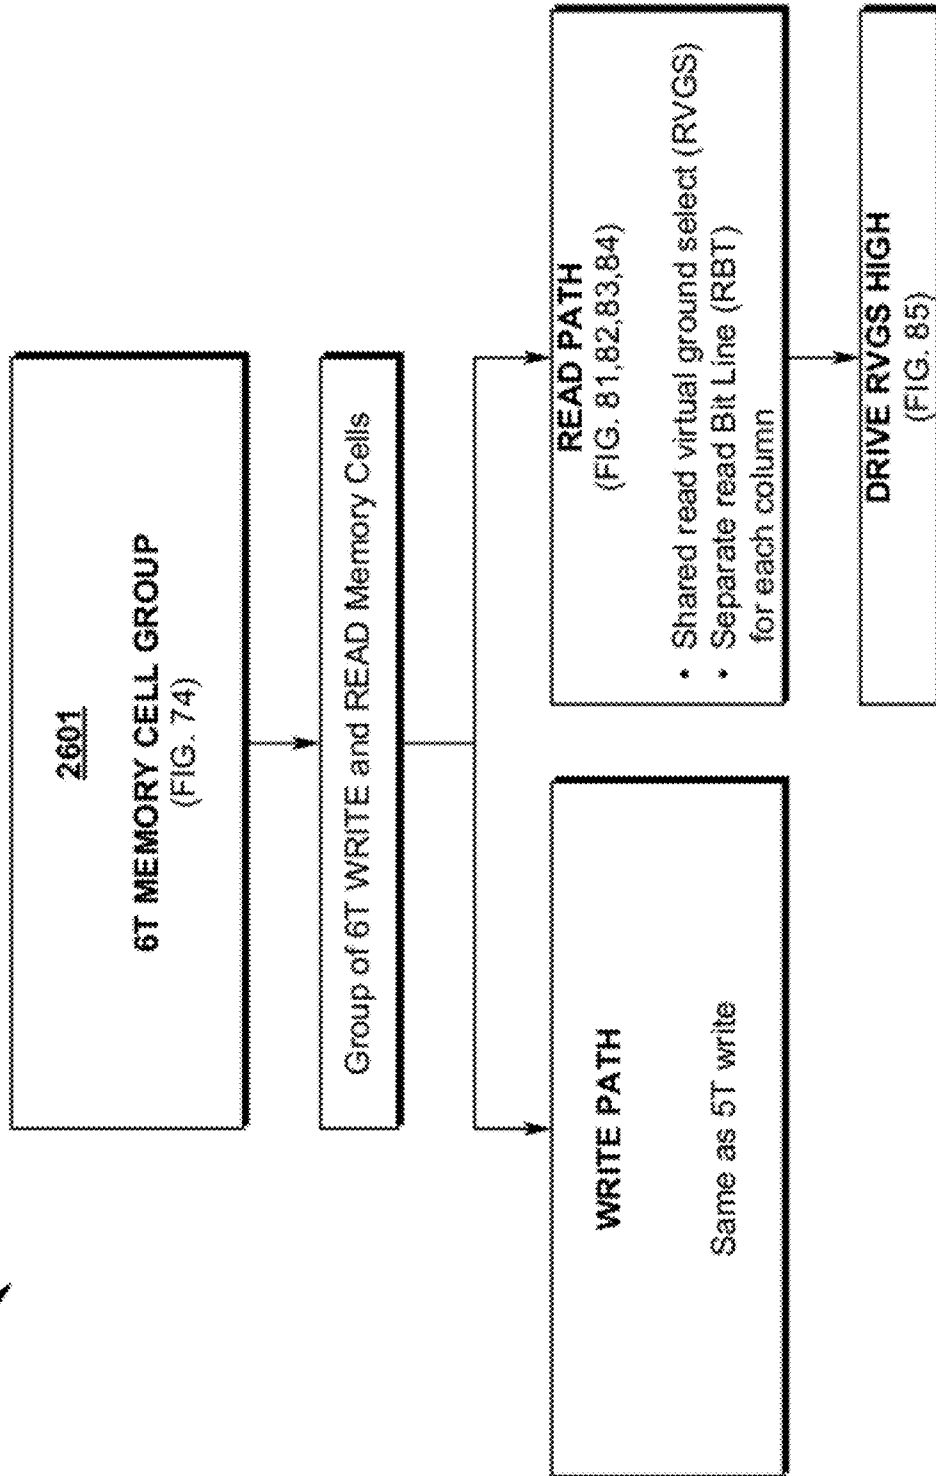 2601
6T MEMORY CELL GROUP
(FIG. 74)
Group of 6T WRITE and READ Memory Cells
WRITE PATH
Same as 5T write
READ PATH
(FIG. 81,82,83,84)
• Shared read virtual ground select (RVGS)
• Separate read Bit Line (RBT)
for each column
DRIVE RVGS HIGH
(FIG. 85)